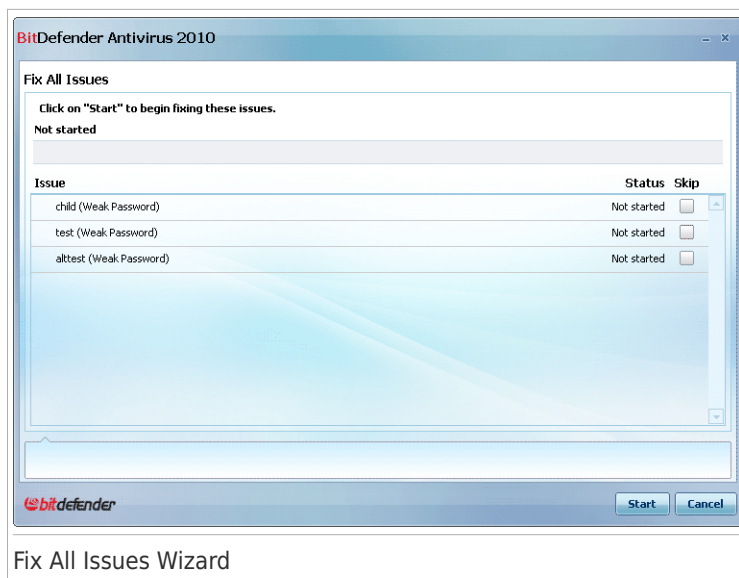 BitDefender Antivirus 2010
Fix All Issues
Click on "Start" to begin fixing these issues.
Not started
Issue Status Skip
child (Weak Password) Not started
test (Weak Password) Not started
alttest (Weak Password) Not started
bitdefender Start Cancel
Fix All Issues Wizard